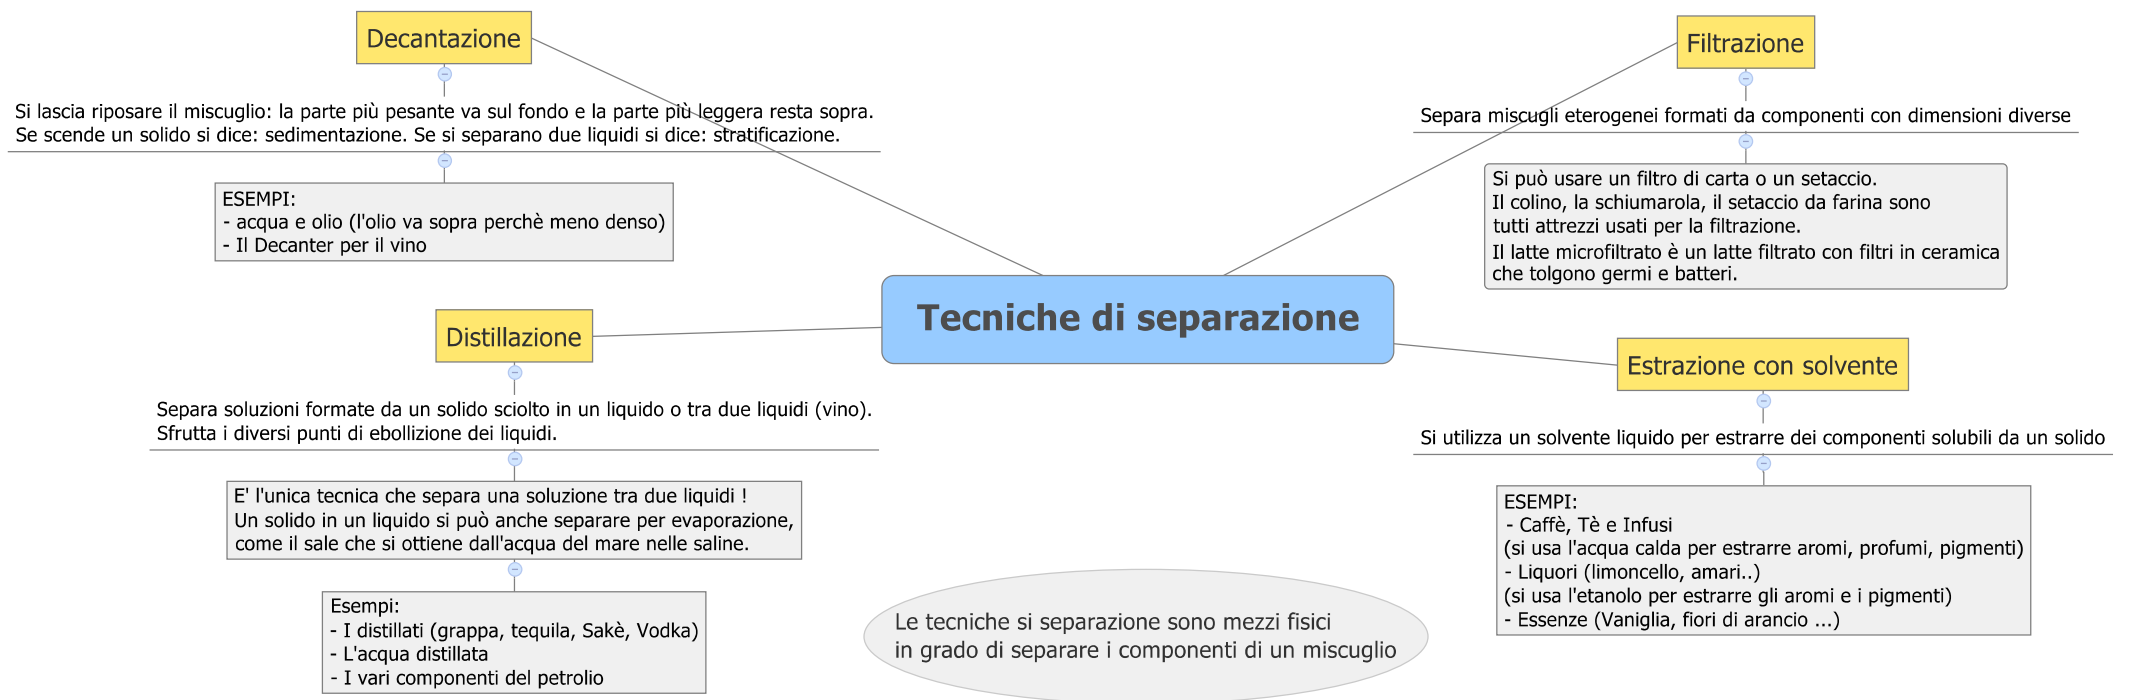 Decantazione
Si lascia riposare il miscuglio: la parte più pesante va sul fondo e la parte più leggera resta sopra.
Se scende un solido si dice: sedimentazione. Se si separano due liquidi si dice: stratificazione.
ESEMPI:
- acqua e olio (l'olio va sopra perchè meno denso)
- Il Decanter per il vino
Filtrazione
Separa miscugli eterogenei formati da componenti con dimensioni diverse
Si può usare un filtro di carta o un setaccio.
Il colino, la schiumarola, il setaccio da farina sono
tutti attrezzi usati per la filtrazione.
Il latte microfiltrato è un latte filtrato con filtri in ceramica
che tolgono germi e batteri.
Tecniche di separazione
Distillazione
Separa soluzioni formate da un solido sciolto in un liquido o tra due liquidi (vino).
Sfrutta i diversi punti di ebollizione dei liquidi.
E' l'unica tecnica che separa una soluzione tra due liquidi !
Un solido in un liquido si può anche separare per evaporazione,
come il sale che si ottiene dall'acqua del mare nelle saline.
Esempi:
- I distillati (grappa, tequila, Sakè, Vodka)
- L'acqua distillata
- I vari componenti del petrolio
Estrazione con solvente
Si utilizza un solvente liquido per estrarre dei componenti solubili da un solido
ESEMPI:
- Caffè, Tè e Infusi
(si usa l'acqua calda per estrarre aromi, profumi, pigmenti)
- Liquori (limoncello, amari..)
(si usa l'etanolo per estrarre gli aromi e i pigmenti)
- Essenze (Vaniglia, fiori di arancio ...)
Le tecniche si separazione sono mezzi fisici
in grado di separare i componenti di un miscuglio